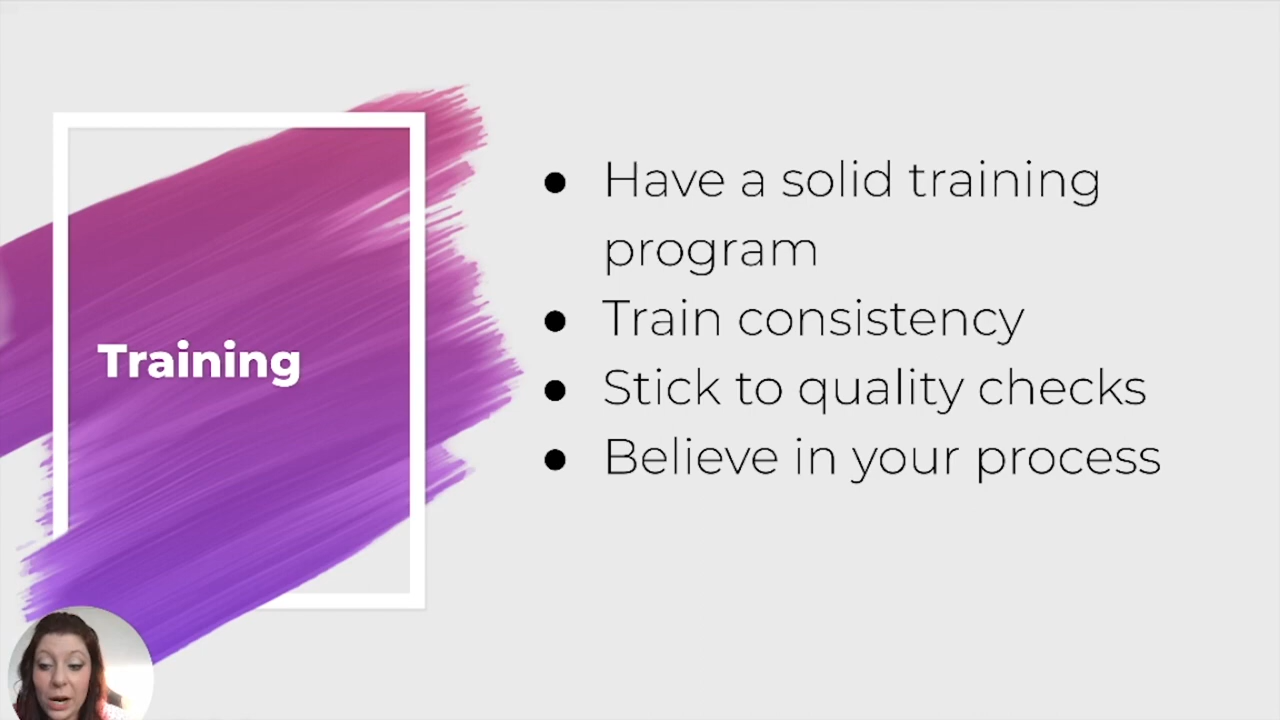 Training
● Have a solid training
program
● Train consistency
● Stick to quality checks
● Believe in your process